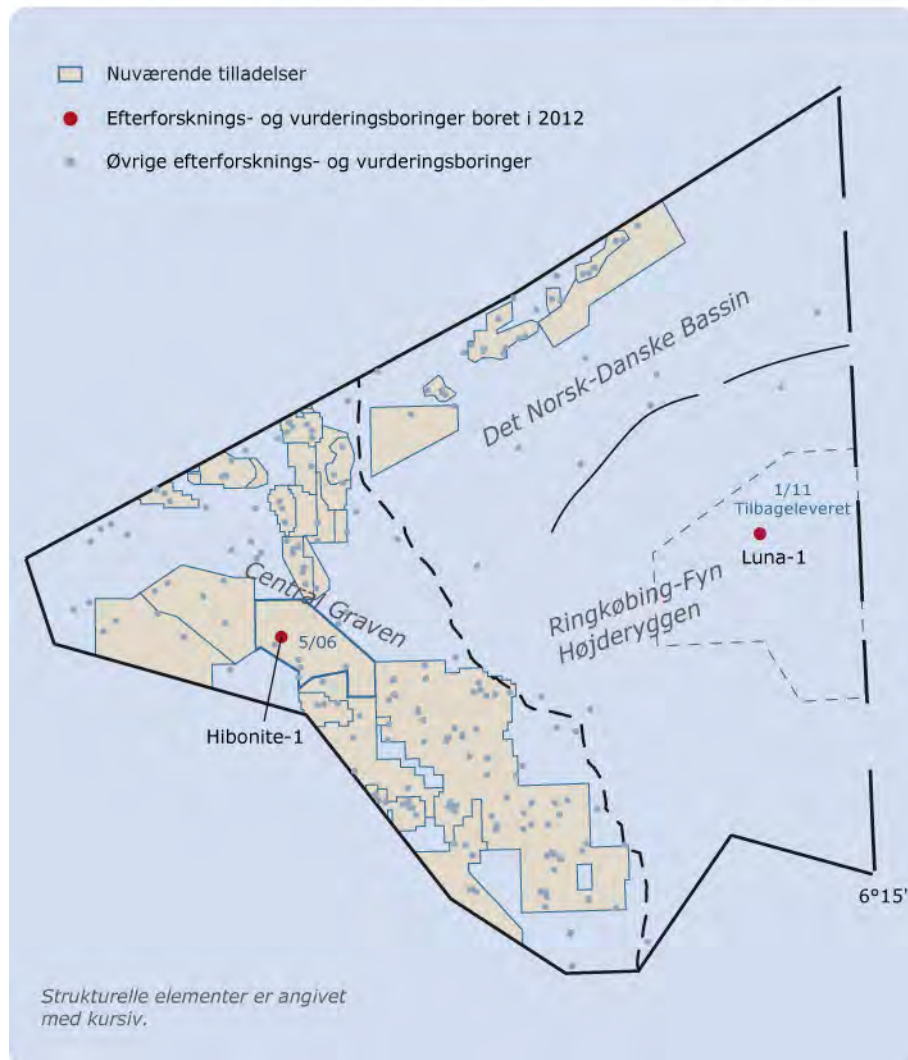 Nuværende tilladelser
Efterforsknings- og vurderingsboringer boret i 2012
Øvrige efterforsknings- og vurderingsboringer
Det Norsk-Danske Bassin
1/11
Tilbageleveret
Luna-1
Ringkøbing-Fyn
Højderyggen
Central Graven
5/06
Hibonite-1
6°15'
Strukturelle elementer er angivet
med kursiv.